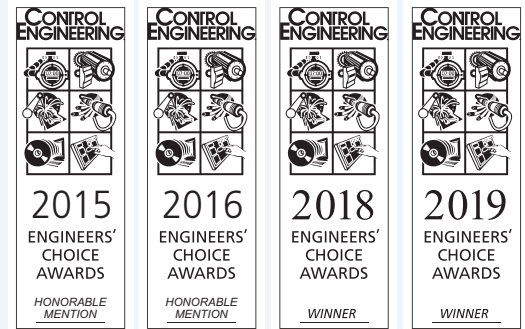 CONTROL
ENGINEERING
2015
ENGINEERS'
CHOICE
AWARDS
HONORABLE
MENTION
CONTROL
ENGINEERING
2016
ENGINEERS'
CHOICE
AWARDS
HONORABLE
MENTION
CONTROL
ENGINEERING
2018
ENGINEERS'
CHOICE
AWARDS
WINNER
CONTROL
ENGINEERING
2019
ENGINEERS'
CHOICE
AWARDS
WINNER